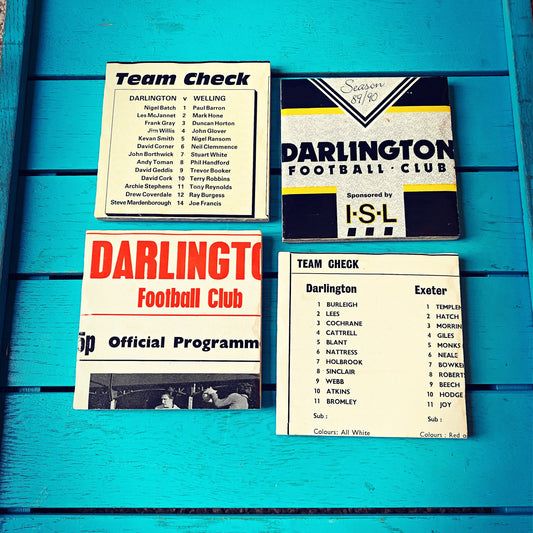 Team Check
DARLINGTON v WELLING
Nigel Batch 1 Paul Barron
Les McJannet 2 Mark Hone
Frank Gray 3 Duncan Horton
Jim Willis 4 John Glover
Kevan Smith 5 Nigel Ransom
David Corner 6 Neil Clemmence
John Borthwick 7 Stuart White
Andy Toman 8 Phil Handford
David Geddis 9 Trevor Booker
David Cork 10 Terry Robbins
Archie Stephens 11 Tony Reynolds
Drew Coverdale 12 Ray Burgess
Steve Mardenborough 14 Joe Francis
Season
89/90
DARLINGTON
FOOTBALL · CLUB
Sponsored by
I·S·L
DARLINGTO
Football Club
5p Official Programm
TEAM CHECK
Darlington Exeter
1 BURLEIGH 1 TEMPLEM
2 LEES 2 HATCH
3 COCHRANE 3 MORRIN
4 CATTRELL 4 GILES
5 BLANT 5 MONKS
6 NATTRESS 6 NEALE
7 HOLBROOK 7 BOWKE
8 SINCLAIR 8 ROBERT
9 WEBB 9 BEECH
10 ATKINS 10 HODGE
11 BROMLEY 11 JOY
Sub : Sub :
Colours: All White Colours : Red